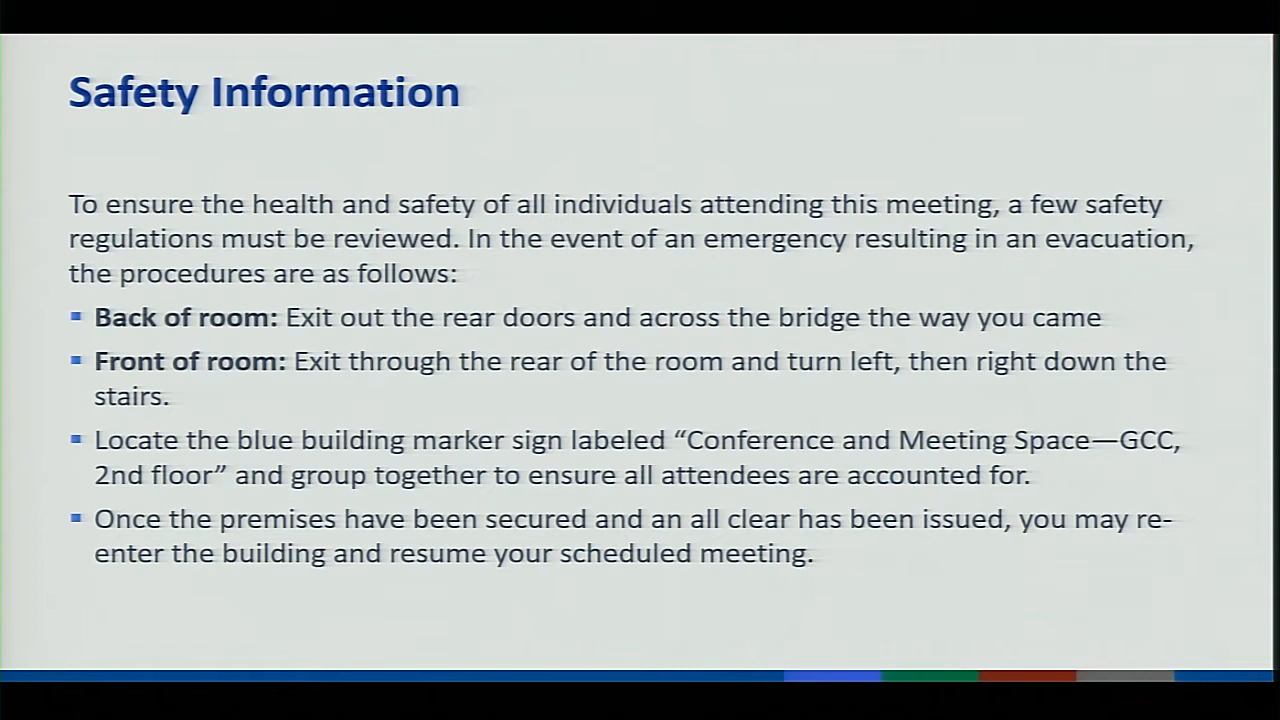 Safety Information
To ensure the health and safety of all individuals attending this meeting, a few safety
regulations must be reviewed. In the event of an emergency resulting in an evacuation,
the procedures are as follows:
▪ Back of room: Exit out the rear doors and across the bridge the way you came
▪ Front of room: Exit through the rear of the room and turn left, then right down the
stairs.
▪ Locate the blue building marker sign labeled “Conference and Meeting Space—GCC,
2nd floor” and group together to ensure all attendees are accounted for.
▪ Once the premises have been secured and an all clear has been issued, you may re-
enter the building and resume your scheduled meeting.